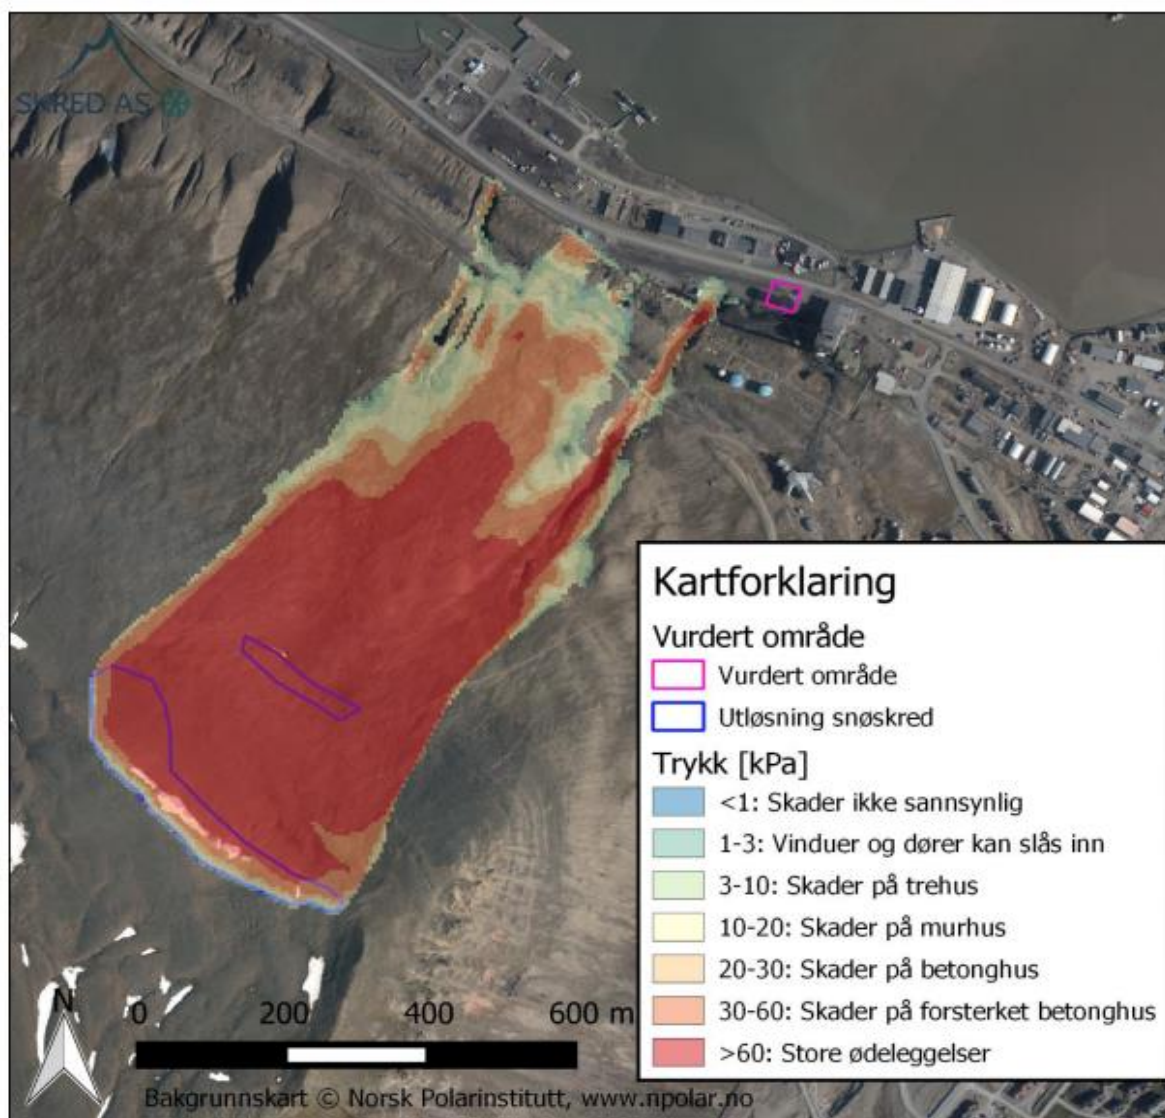 SKRED AS
Kartforklaring
Vurdert område
Vurdert område
Utløsning snøskred
Trykk [kPa]
<1: Skader ikke sannsynlig
1-3: Vinduer og dører kan slås inn
3-10: Skader på trehus
10-20: Skader på murhus
20-30: Skader på betonghus
30-60: Skader på forsterket betonghus
>60: Store ødeleggelser
N
0 200 400 600 m
Bakgrunnskart © Norsk Polarinstitutt, www.npolar.no